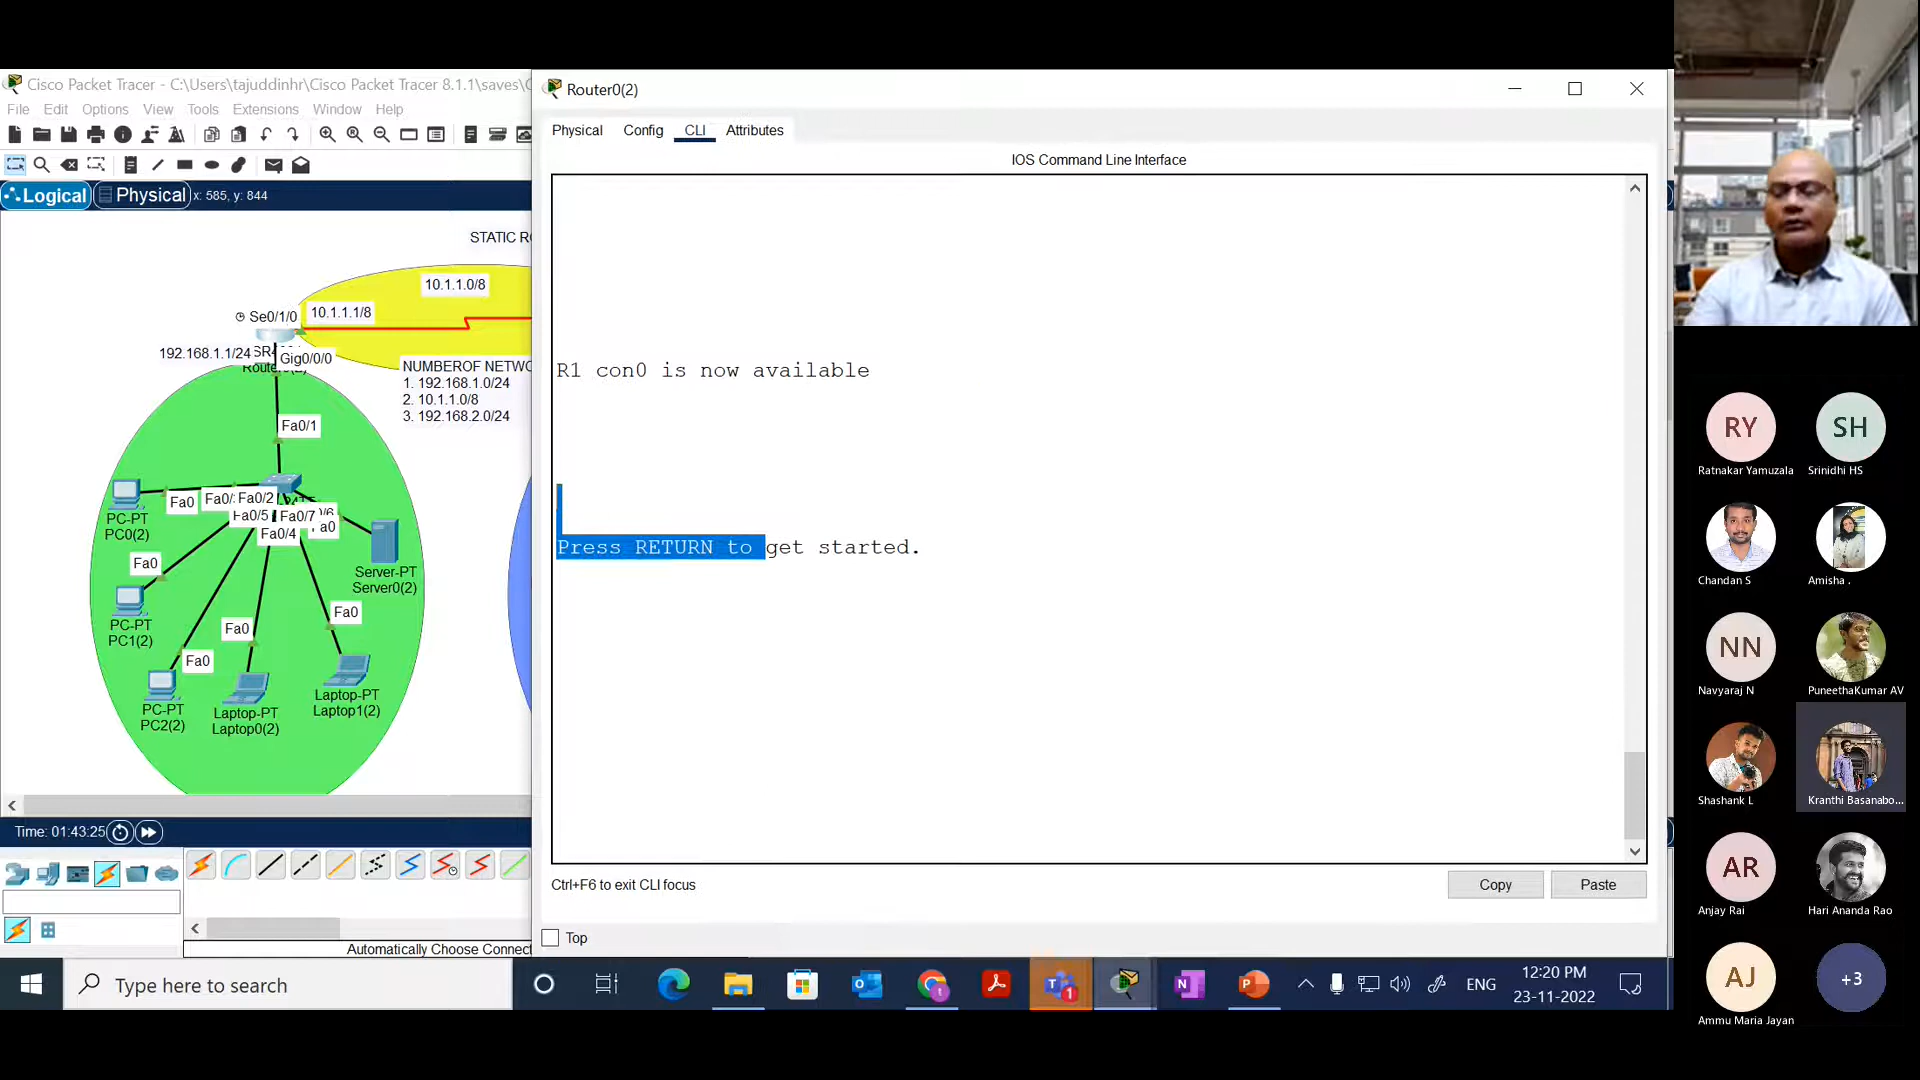 Cisco Packet Tracer - C:\Users\tajuddinhr\Cisco Packet Tracer 8.1.1\saves\
File Edit Options View Tools Extensions Window Help
Logical Physical x: 585, y: 844
STATIC
10.1.1.0/8
Se0/1/0 10.1.1.1/8
192.168.1.1/24
Gig0/0/0
NUMBEROF
1. 192.168.1.0/24
2. 10.1.1.0/8
3. 192.168.2.0/24
Fa0/1
Fa0 Fa0/2
Fa0/5 Fa0/7
Fa0/4
PC-PT
PC0(2)
Fa0
Server-PT
Server0(2)
PC-PT
PC1(2)
Fa0
Fa0
Fa0
PC-PT
PC2(2)
Laptop-PT
Laptop0(2)
Laptop-PT
Laptop1(2)
Time: 01:43:25
Automatically Choose
Router0(2)
Physical Config CLI Attributes
IOS Command Line Interface
R1 con0 is now available
Press RETURN to get started.
Ctrl+F6 to exit CLI focus
Copy Paste
Top
Type here to search
1
ENG
12:20 PM
23-11-2022
RY
Ratnakar Yamuzala
SH
Srinidhi HS
Chandan S
Amisha .
NN
Navyaraj N
PuneethaKumar AV
Shashank L
Kranthi Basanabo...
AR
Anjay Rai
Hari Ananda Rao
AJ
Ammu Maria Jayan
+3